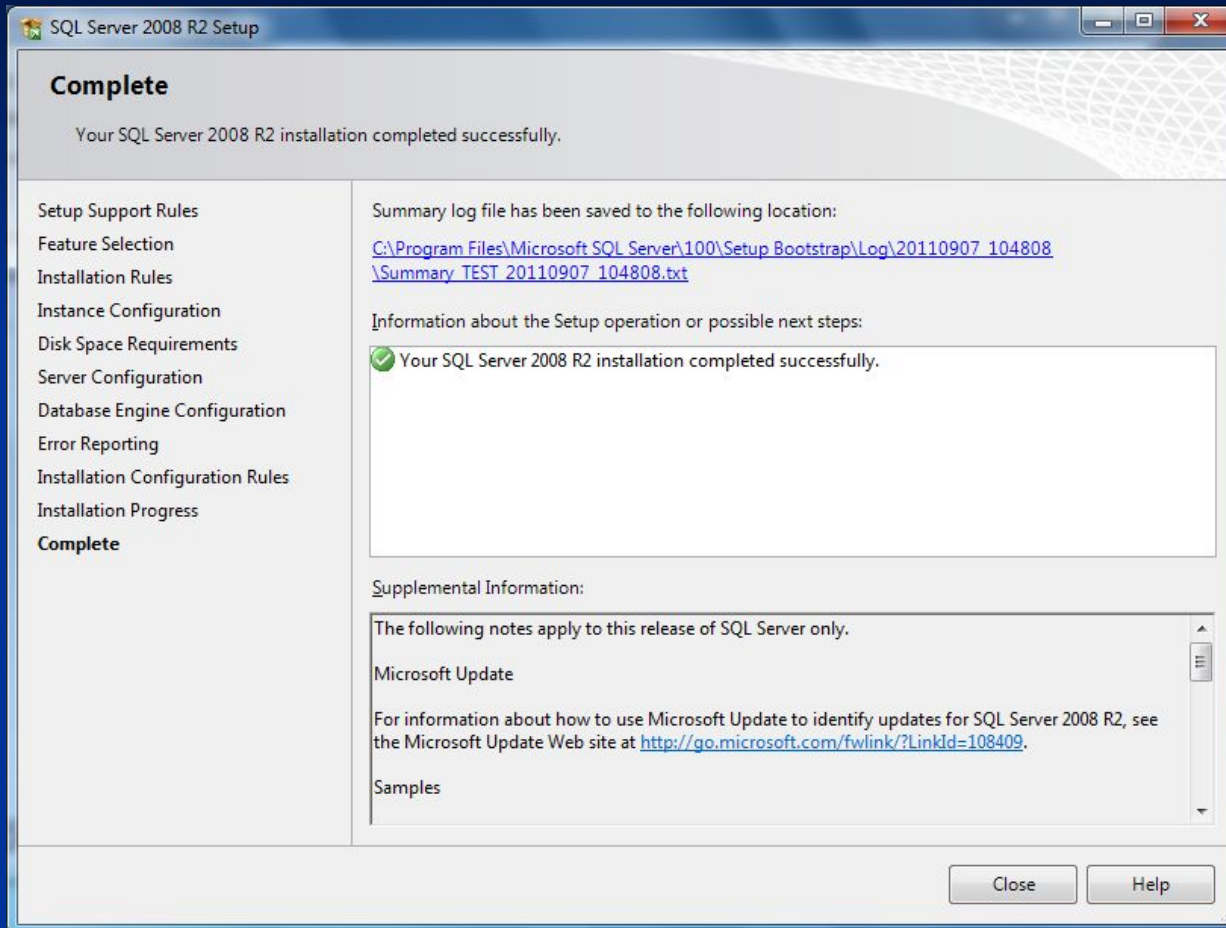 SQL Server 2008 R2 Setup
Complete
Your SQL Server 2008 R2 installation completed successfully.
Setup Support Rules
Feature Selection
Installation Rules
Instance Configuration
Disk Space Requirements
Server Configuration
Database Engine Configuration
Error Reporting
Installation Configuration Rules
Installation Progress
Complete
Summary log file has been saved to the following location:
C:\Program Files\Microsoft SQL Server\100\Setup Bootstrap\Log\20110907_104808
\Summary_TEST_20110907_104808.txt
Information about the Setup operation or possible next steps:
Your SQL Server 2008 R2 installation completed successfully.
Supplemental Information:
The following notes apply to this release of SQL Server only.
Microsoft Update
For information about how to use Microsoft Update to identify updates for SQL Server 2008 R2, see
the Microsoft Update Web site at http://go.microsoft.com/fwlink/?LinkId=108409.
Samples
Close
Help